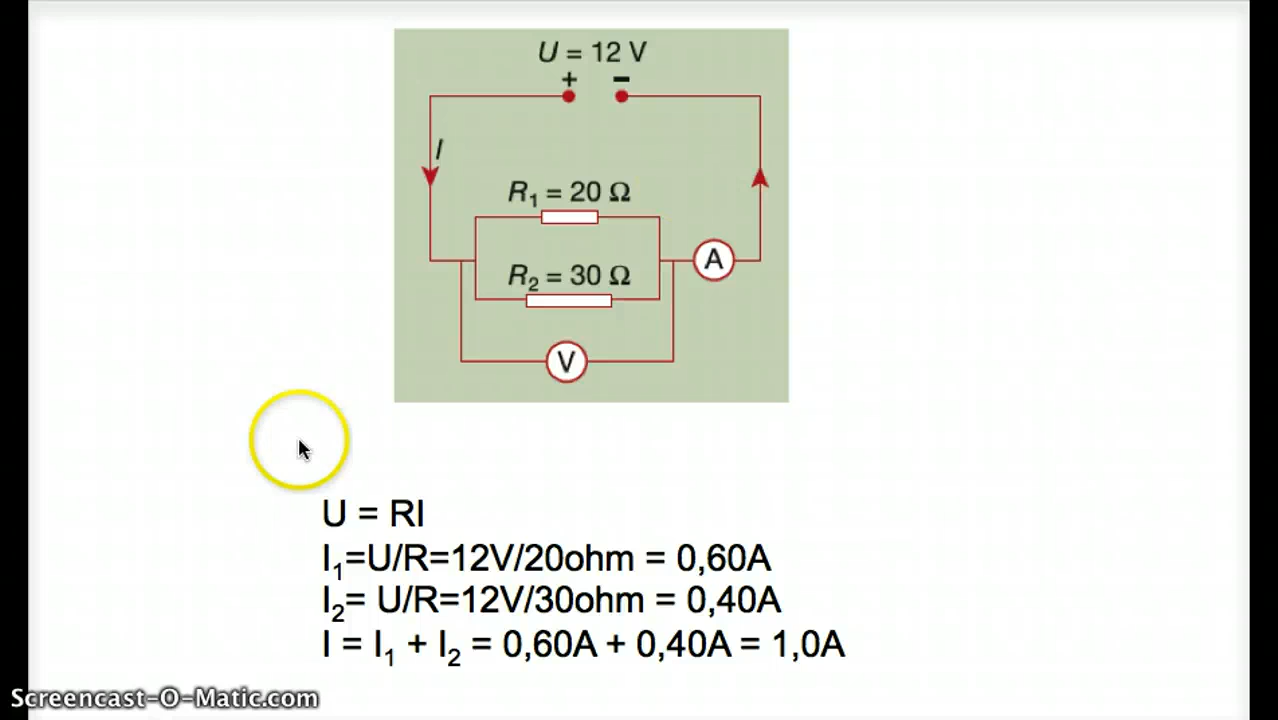 U = 12 V
+ −
I
R₁ = 20 Ω
A
R₂ = 30 Ω
V
U = RI
I₁=U/R=12V/20ohm = 0,60A
I₂= U/R=12V/30ohm = 0,40A
I = I₁ + I₂ = 0,60A + 0,40A = 1,0A
Screencast-O-Matic.com